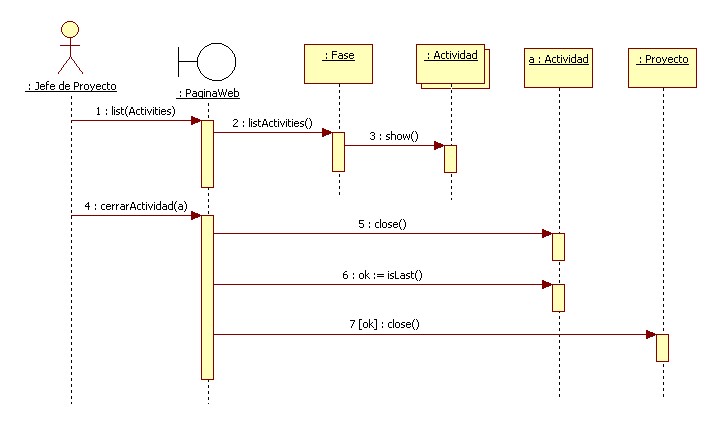 : Fase
: Actividad
a : Actividad
: Proyecto
: Jefe de Proyecto
: PaginaWeb
1 : list(Activities)
2 : listActivities()
3 : show()
4 : cerrarActividad(a)
5 : close()
6 : ok := isLast()
7 [ok] : close()